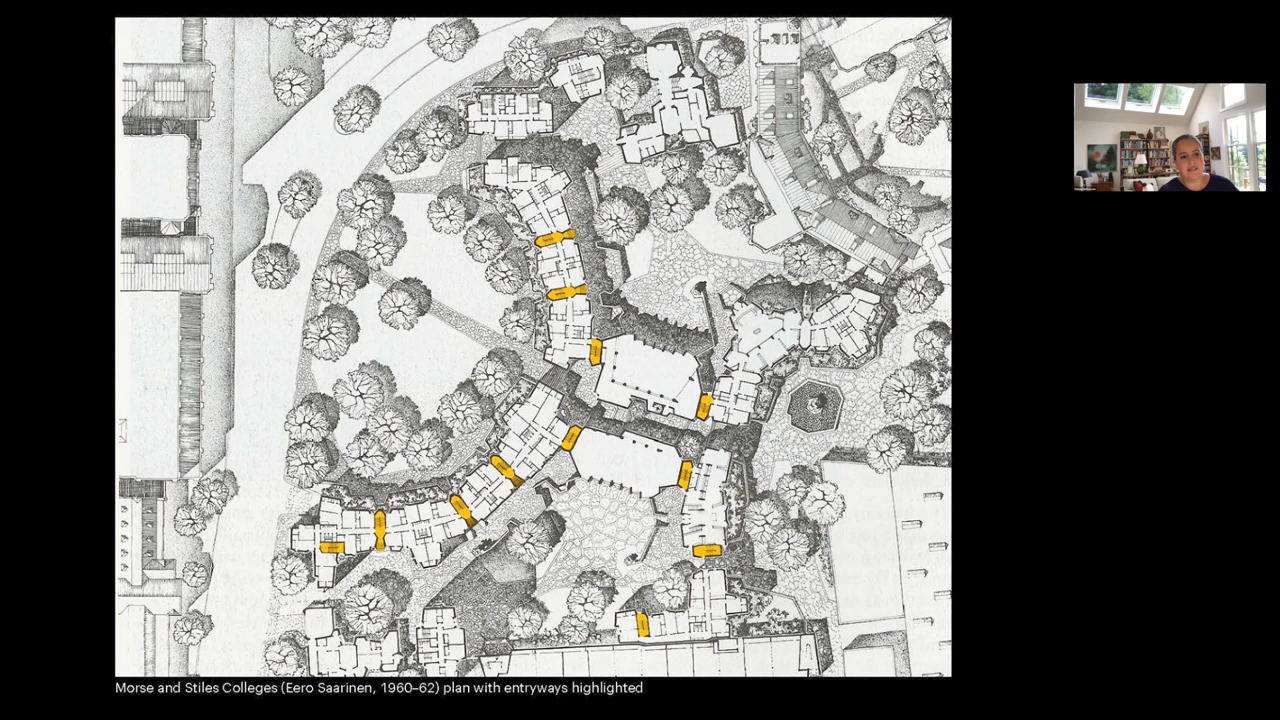 Morse and Stiles Colleges (Eero Saarinen, 1960–62) plan with entryways highlighted